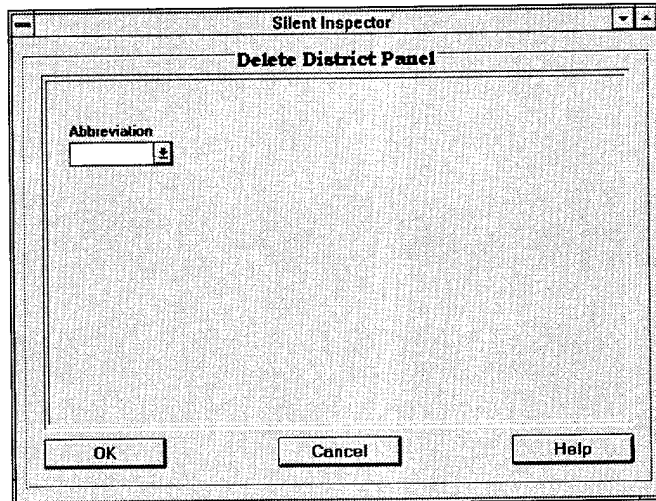 Silent Inspector
Delete District Panel
Abbreviation
OK Cancel Help